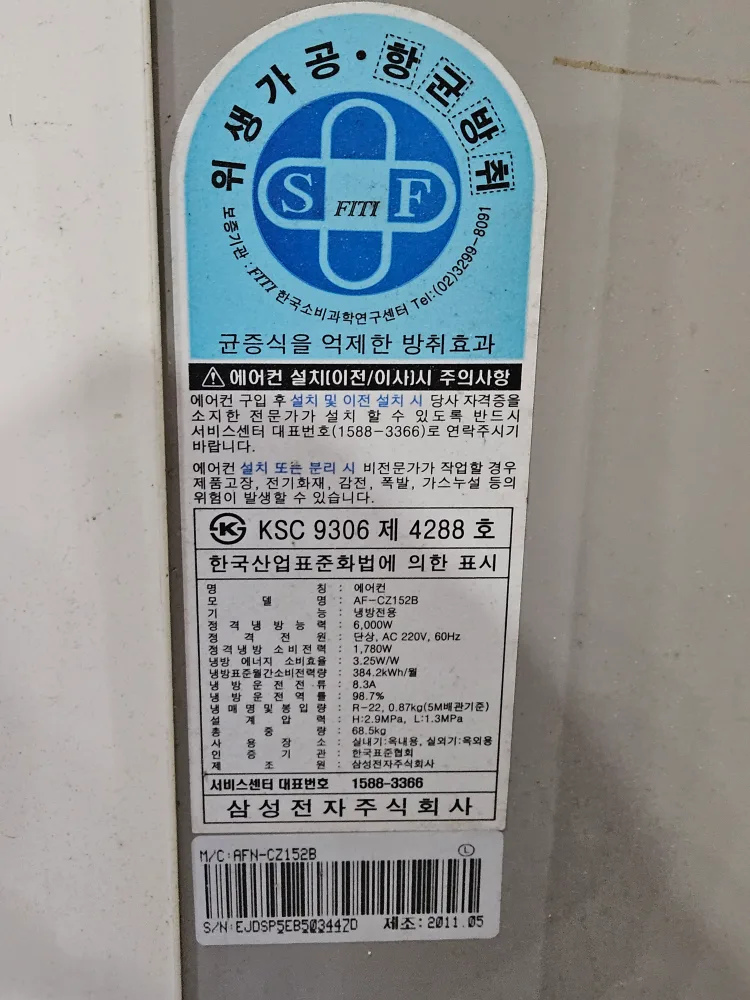 위생가공·항균방취
S FITI F
보증기관 : FITI 한국소비과학연구센터 Tel:(02)3299-8091
균증식을 억제한 방취효과
에어컨 설치(이전/이사)시 주의사항
에어컨 구입 후 설치 및 이전 설치 시 당사 자격증을
소지한 전문가가 설치 할 수 있도록 반드시
서비스센터 대표번호(1588-3366)로 연락주시기
바랍니다.
에어컨 설치 또는 분리 시 비전문가가 작업할 경우
제품고장, 전기화재, 감전, 폭발, 가스누설 등의
위험이 발생할 수 있습니다.
KSC 9306 제 4288 호
한국산업표준화법에 의한 표시
명 칭 : 에어컨
모 델 명 : AF-CZ152B
기 능 : 냉방전용
정 격 냉 방 능 력 : 6,000W
정 격 전 원 : 단상, AC 220V, 60Hz
정격냉방 소비전력 : 1,780W
냉방 에너지 소비효율 : 3.25W/W
냉방표준월간소비전력량 : 384.2kWh/월
냉 방 운 전 전 류 : 8.3A
냉 방 운 전 역 률 : 98.7%
냉 매 명 및 봉 입 량 : R-22, 0.87kg(5M배관기준)
설 계 압 력 : H:2.9MPa, L:1.3MPa
총 중 량 : 68.5kg
사 용 장 소 : 실내기:옥내용, 실외기:옥외용
인 증 기 관 : 한국표준협회
제 조 원 : 삼성전자주식회사
서비스센터 대표번호 1588-3366
삼성전자주식회사
M/C:AFN-CZ152B Ⓛ
S/N:EJDSP5EB503447D 제조:2011.05